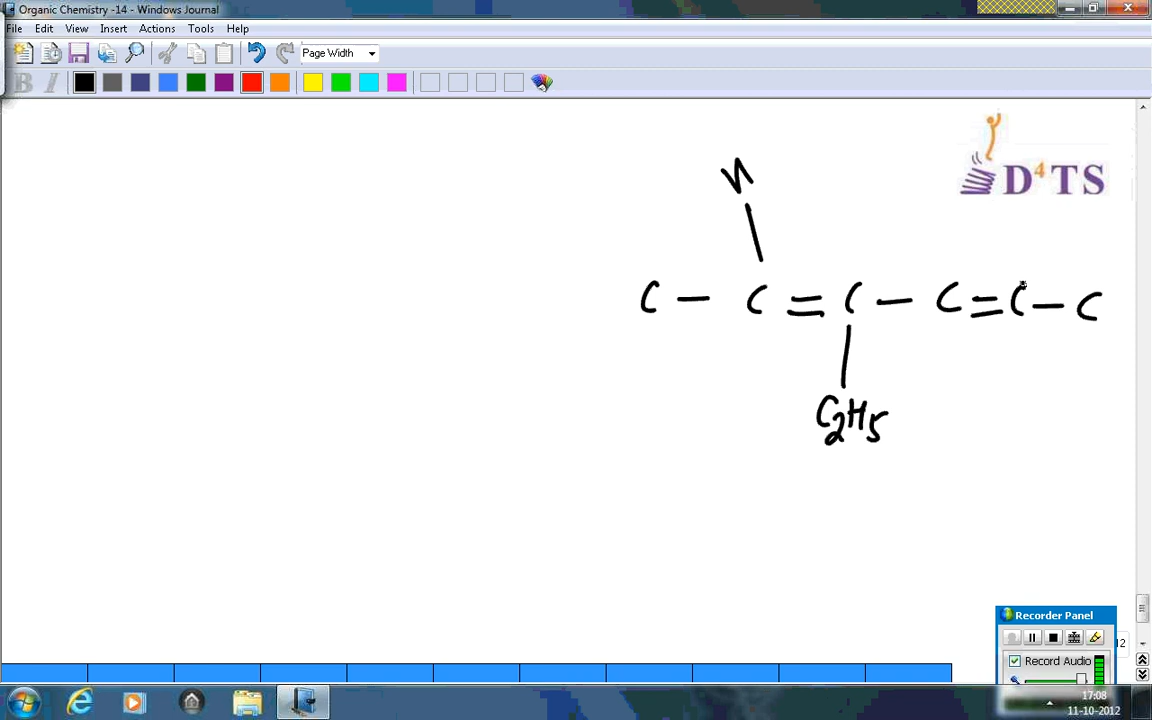 Organic Chemistry -14 - Windows Journal
File Edit View Insert Actions Tools Help
Page Width
B I
D4TS
C - C = C - C = C - C
C2H5
Recorder Panel
12
Record Audio
17:08
11-10-2012